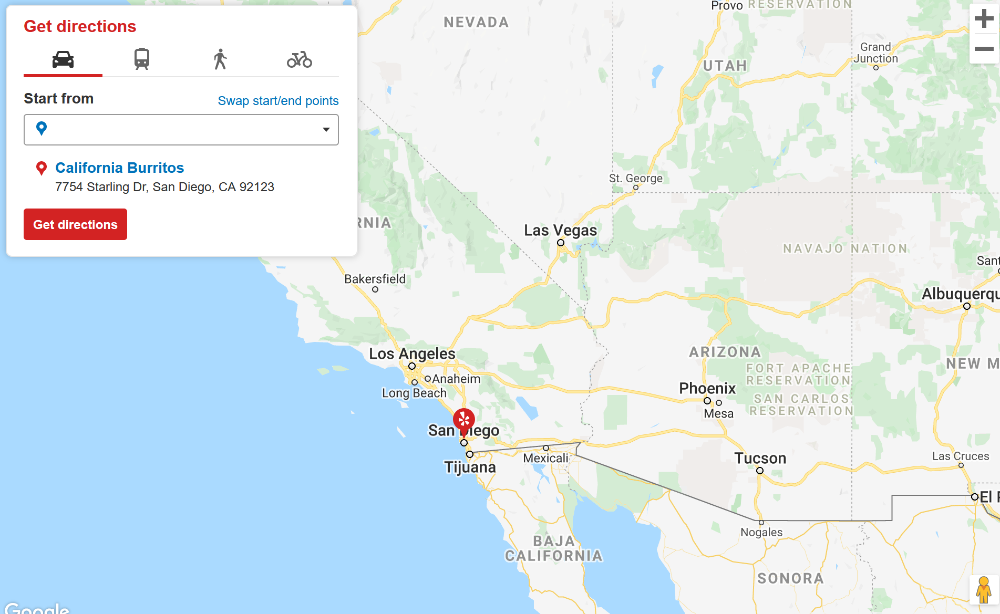 Get directions
Start from
Swap start/end points
California Burritos
7754 Starling Dr, San Diego, CA 92123
Get directions
Provo
RESERVATION
NEVADA
Grand
Junction
UTAH
St. George
RNIA
Las Vegas
NAVAJO NATION
Sant
Bakersfield
Albuquerqu
Los Angeles
ARIZONA
Anaheim
FORT APACHE
RESERVATION
NEW M
Long Beach
Phoenix
SAN CARLOS
RESERVATION
Mesa
San Diego
Mexicali
Tucson
Las Cruces
Tijuana
El P
Nogales
BAJA
CALIFORNIA
SONORA
Google